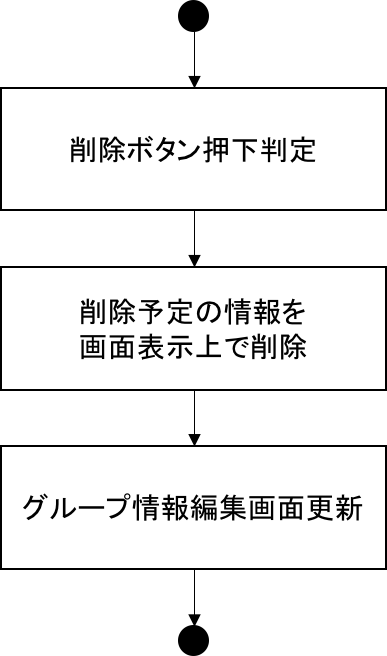 削除ボタン押下判定
削除予定の情報を
画面表示上で削除
グループ情報編集画面更新